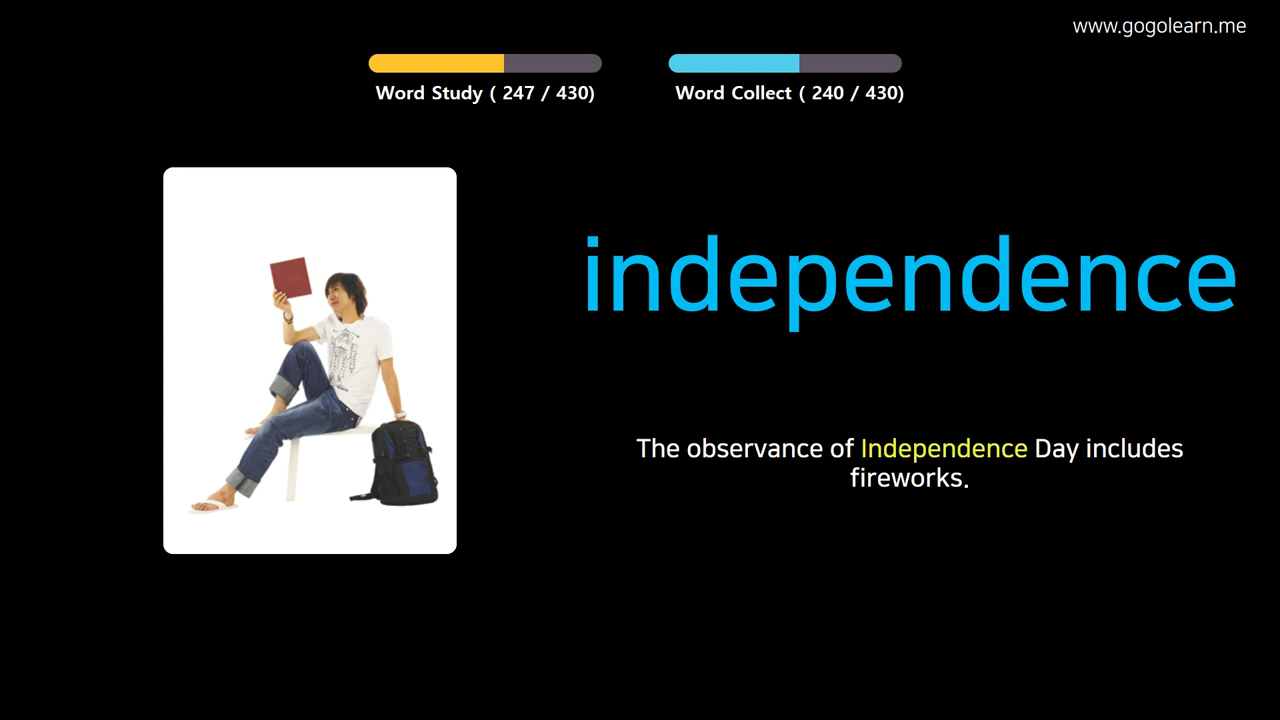 www.gogolearn.me
Word Study ( 247 / 430)
Word Collect ( 240 / 430)
independence
The observance of Independence Day includes
fireworks.